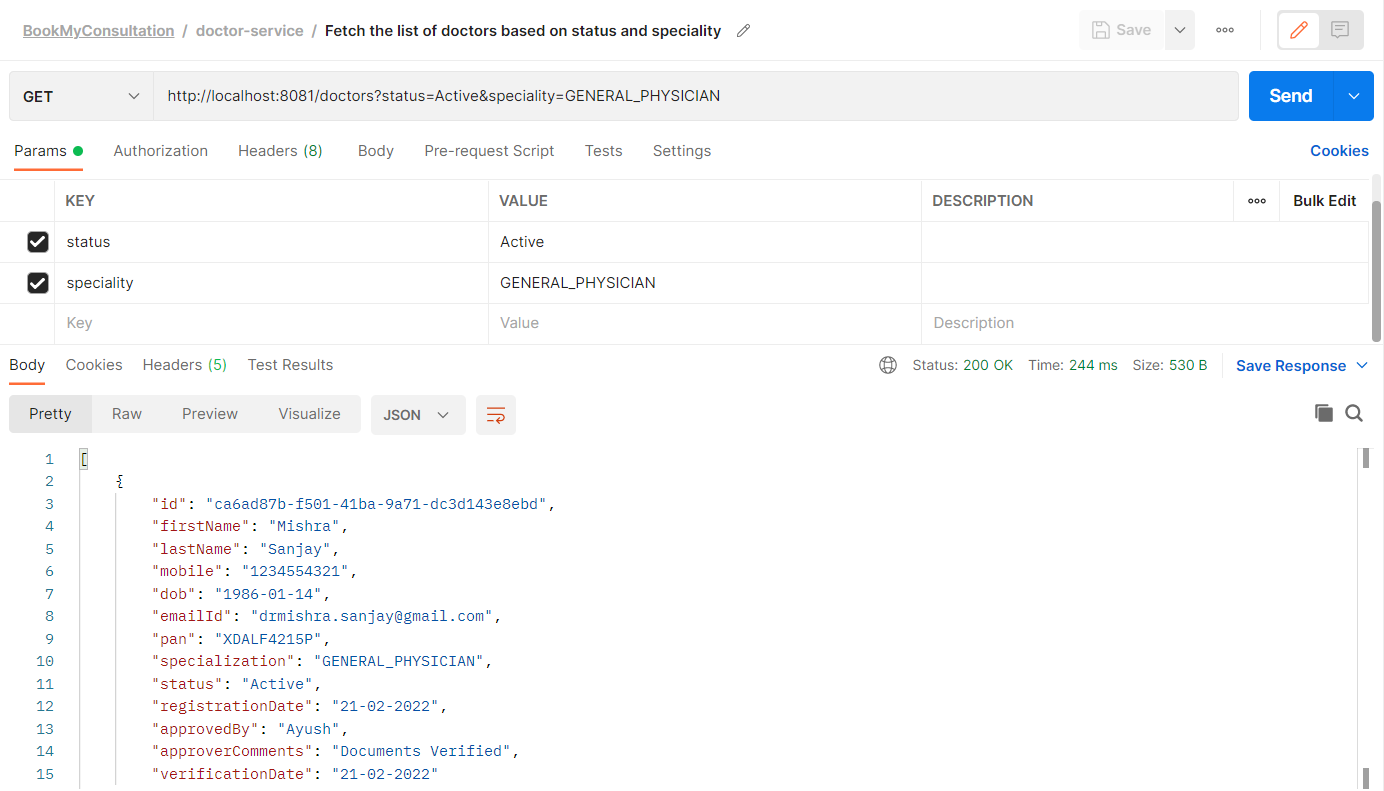 BookMyConsultation / doctor-service / Fetch the list of doctors based on status and speciality Save
GET http://localhost:8081/doctors?status=Active&speciality=GENERAL_PHYSICIAN Send
Params Authorization Headers (8) Body Pre-request Script Tests Settings Cookies
KEY VALUE DESCRIPTION Bulk Edit
status Active
speciality GENERAL_PHYSICIAN
Key Value Description
Body Cookies Headers (5) Test Results Status: 200 OK Time: 244 ms Size: 530 B Save Response
Pretty Raw Preview Visualize JSON
1 [
2 {
3 "id": "ca6ad87b-f501-41ba-9a71-dc3d143e8ebd",
4 "firstName": "Mishra",
5 "lastName": "Sanjay",
6 "mobile": "1234554321",
7 "dob": "1986-01-14",
8 "emailId": "drmishra.sanjay@gmail.com",
9 "pan": "XDALF4215P",
10 "specialization": "GENERAL_PHYSICIAN",
11 "status": "Active",
12 "registrationDate": "21-02-2022",
13 "approvedBy": "Ayush",
14 "approverComments": "Documents Verified",
15 "verificationDate": "21-02-2022"